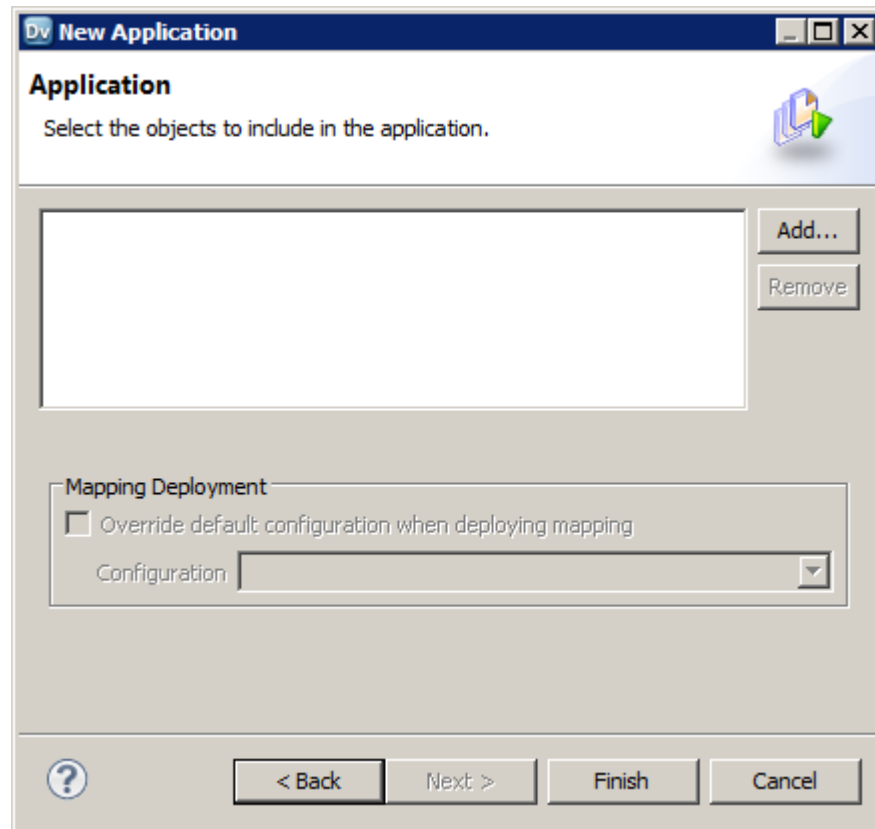 Dv New Application
Application
Select the objects to include in the application.
Add...
Remove
Mapping Deployment
Override default configuration when deploying mapping
Configuration
?
< Back Next > Finish Cancel